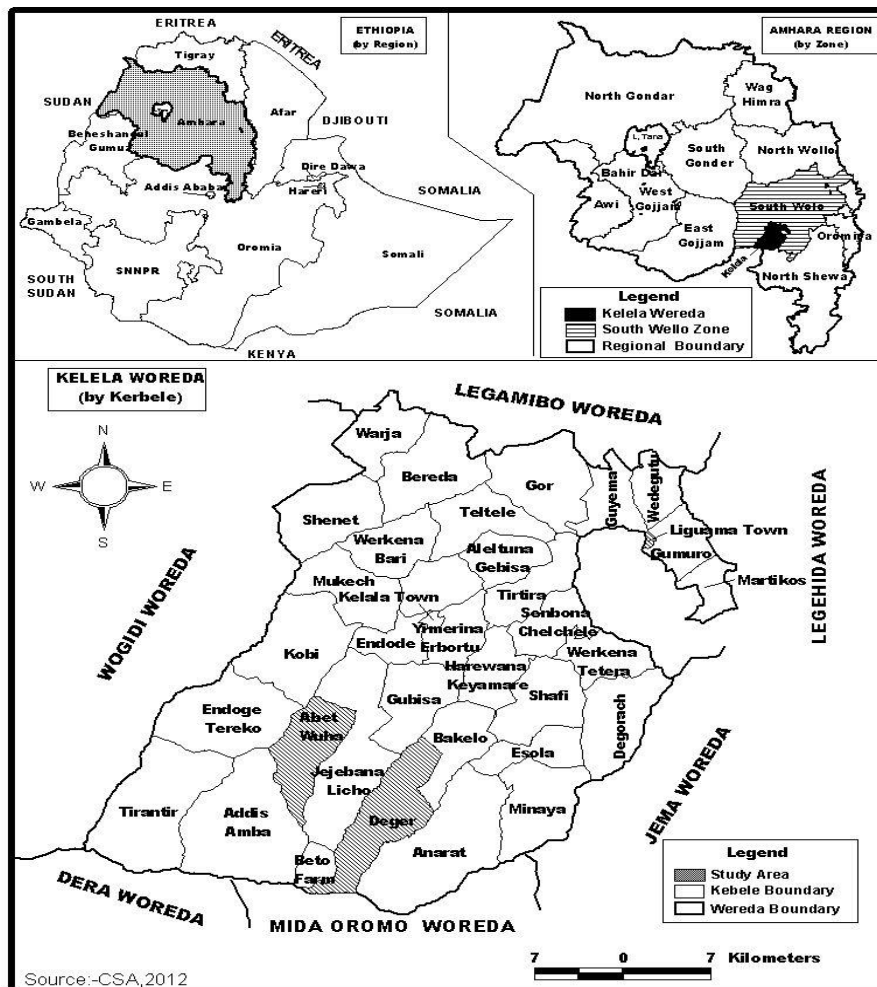 ERITREA
ETHIOPIA
(by Region)
ERITREA
Tigray
SUDAN
Afar
Amhara
DJIBOUTI
Beneshangul
Gumuz
Dire Dawa
Addis Ababa
Hareri
SOMALIA
Gambela
Oromia
Somali
SNNPR
SOUTH
SUDAN
SOMALIA
KENYA
AMHARA REGION
(by Zone)
Wag
Himra
North Gondar
L,Tana
South
Gonder
North Wollo
Bahir Dar
West
Gojjam
Awi
South Wolo
East
Gojjam
Oromiya
Kelela
North Shewa
Legend
Kelela Wereda
South Wello Zone
Regional Boundary
KELELA WOREDA
(by Kerbele)
LEGAMIBO WOREDA
N
W
E
S
Warja
Bereda
Gor
Guyema
Wedegutu
Shenet
Teltele
Liguama Town
Werkena
Bari
Aleltuna
Gebisa
Gumuro
Martikos
LEGEHIDA WOREDA
Mukech
Kelala Town
Tirtira
Senbona
Chelchele
WOGIDI WOREDA
Yrmerina
Erbortu
Endode
Kobi
Harewana
Keyamare
Werkena
Tetera
Gubisa
Shafi
Degorach
Endoge
Tereko
Abet
Wuha
Bakelo
Esola
Jejebana
Licho
JEMA WOREDA
Tirantir
Addis
Amba
Deger
Minaya
Anarat
Beto
Farm
DERA WOREDA
MIDA OROMO WOREDA
Legend
Study Area
Kebele Boundary
Wereda Boundary
7 0 7 Kilometers
Source:-CSA,2012